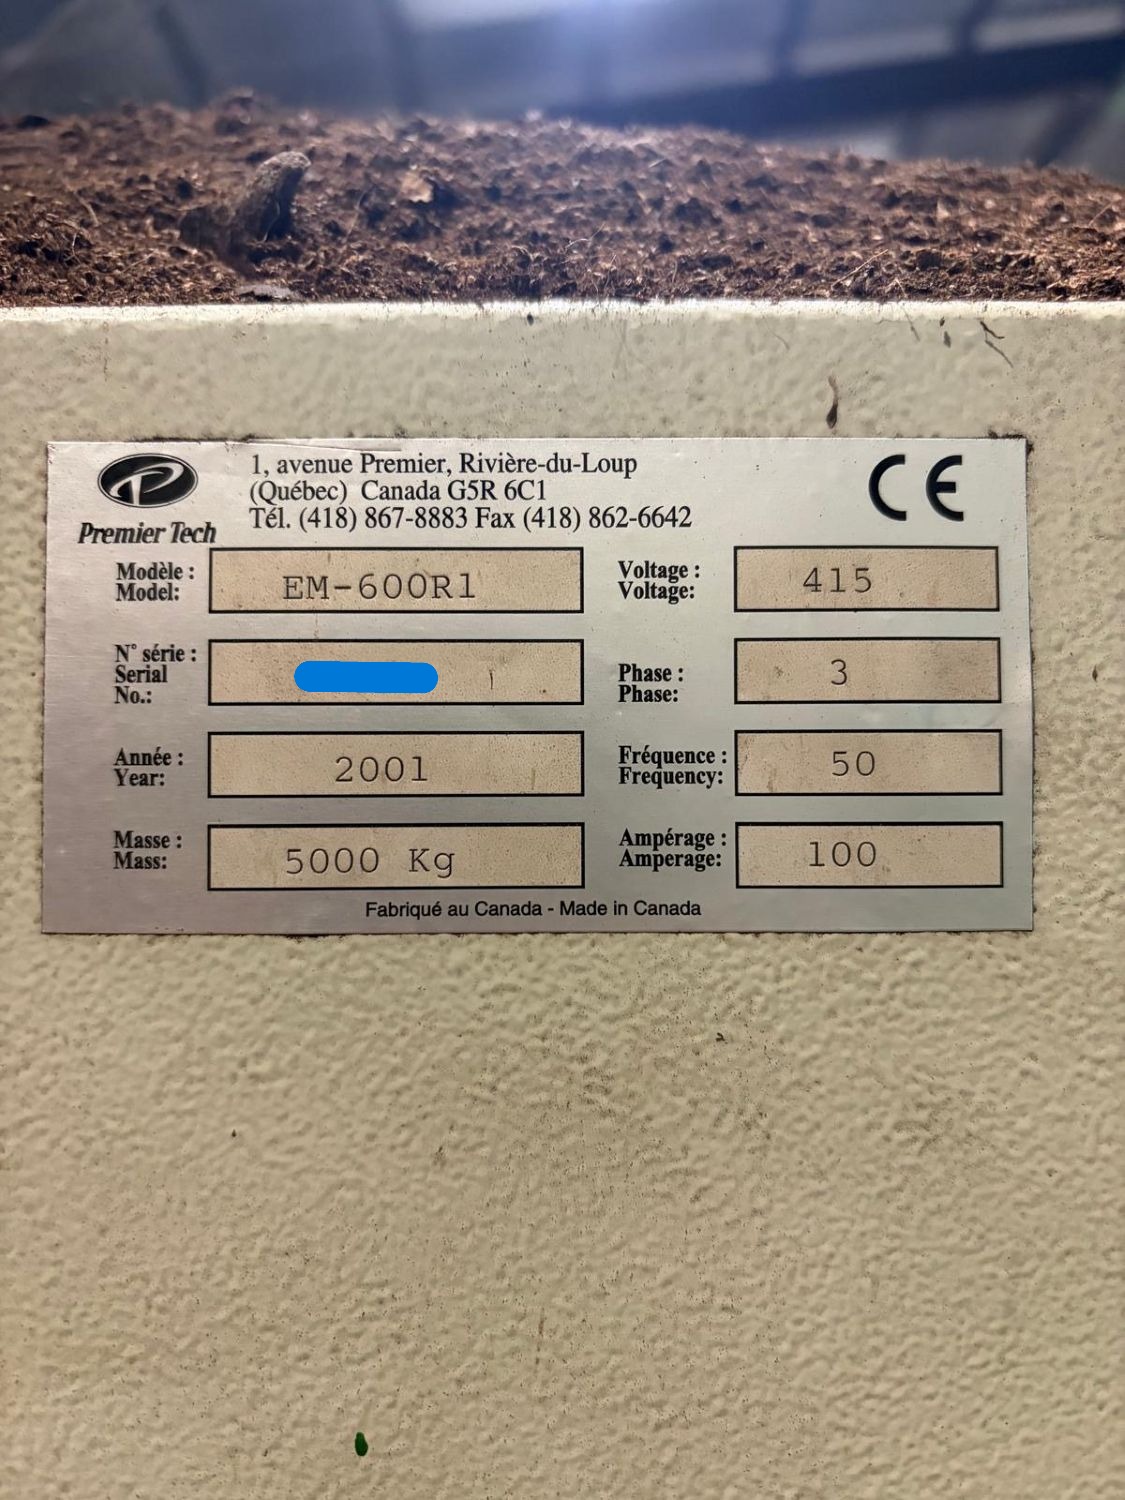 1, avenue Premier, Rivière-du-Loup
(Québec) Canada G5R 6C1
Tél. (418) 867-8883 Fax (418) 862-6642
CE
Premier Tech
Modèle :
Model:
EM-600R1
Voltage :
Voltage:
415
N° série :
Serial
No.:
Phase :
Phase:
3
Année :
Year:
2001
Fréquence :
Frequency:
50
Masse :
Mass:
5000 Kg
Ampérage :
Amperage:
100
Fabriqué au Canada - Made in Canada